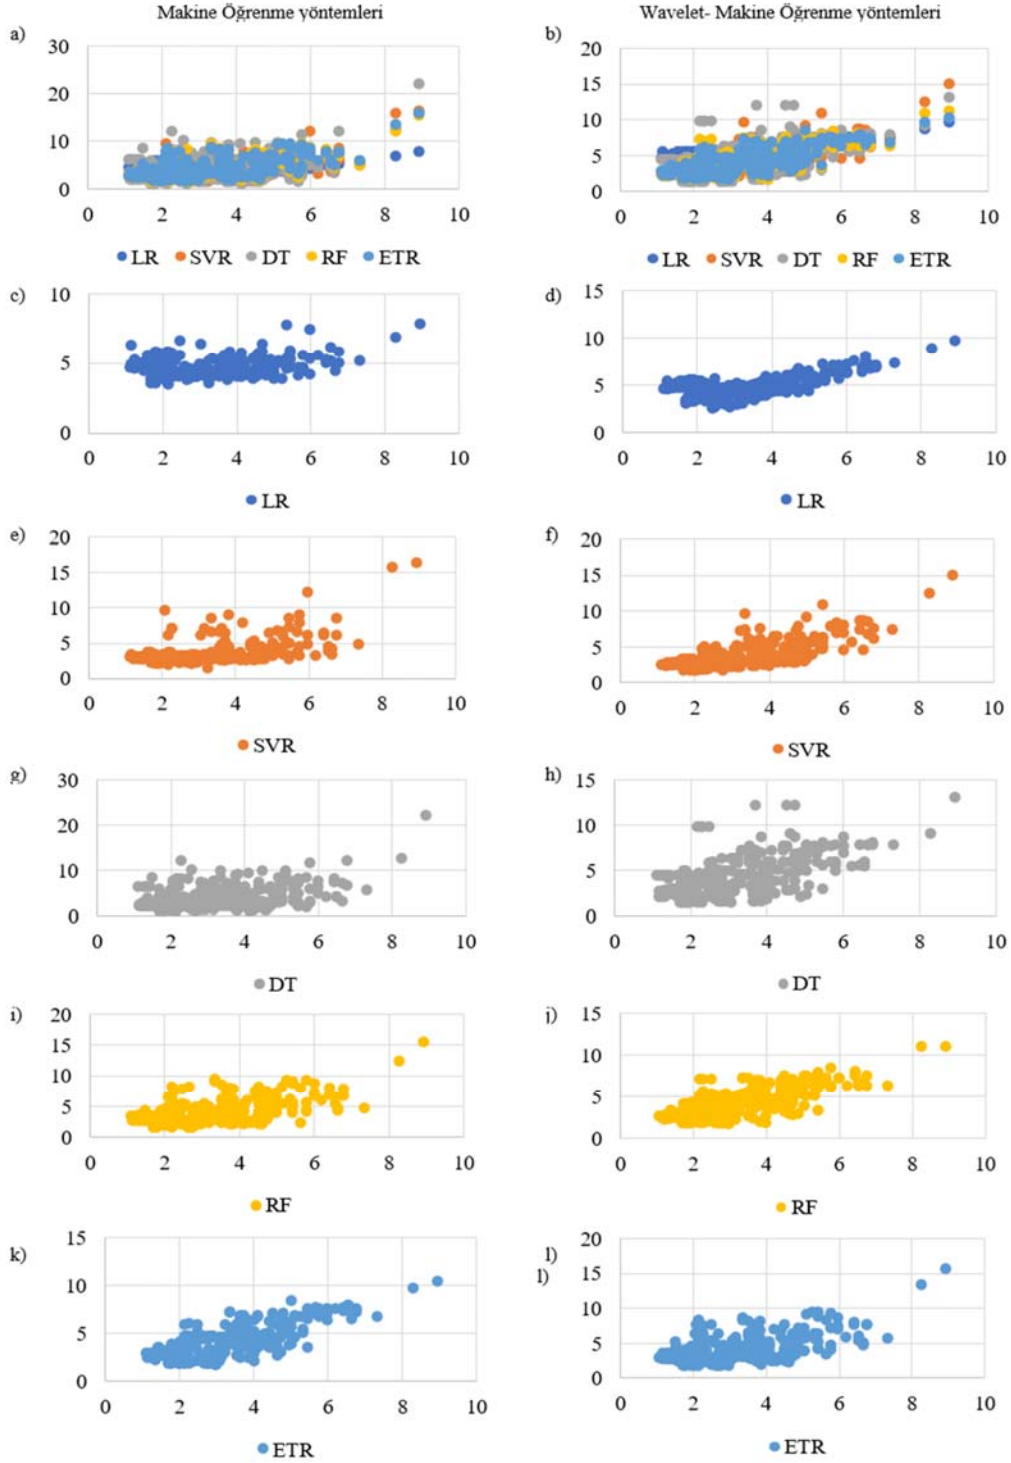 Makine Öğrenme yöntemleri
Wavelet- Makine Öğrenme yöntemleri
a)
30
20
10
0
0 2 4 6 8 10
LR SVR DT RF ETR
b)
20
15
10
5
0
0 2 4 6 8 10
LR SVR DT RF ETR
c)
10
5
0
0 2 4 6 8 10
LR
d)
15
10
5
0
0 2 4 6 8 10
LR
e)
20
15
10
5
0
0 2 4 6 8 10
SVR
f)
20
15
10
5
0
0 2 4 6 8 10
SVR
g)
30
20
10
0
0 2 4 6 8 10
DT
h)
15
10
5
0
0 2 4 6 8 10
DT
i)
20
15
10
5
0
0 2 4 6 8 10
RF
j)
15
10
5
0
0 2 4 6 8 10
RF
k)
15
10
5
0
0 2 4 6 8 10
ETR
l)
l)
20
15
10
5
0
0 2 4 6 8 10
ETR